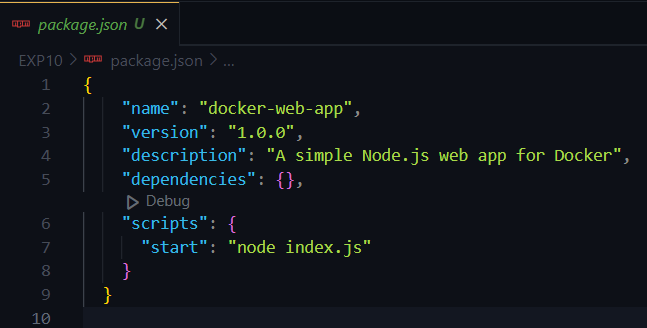 package.json U ×
EXP10 > package.json > ...
1 {
2 "name": "docker-web-app",
3 "version": "1.0.0",
4 "description": "A simple Node.js web app for Docker",
5 "dependencies": {},
Debug
6 "scripts": {
7 "start": "node index.js"
8 }
9 }
10